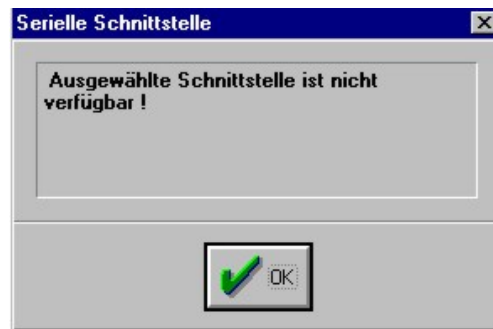 Serielle Schnittstelle
Ausgewählte Schnittstelle ist nicht
verfügbar !
OK